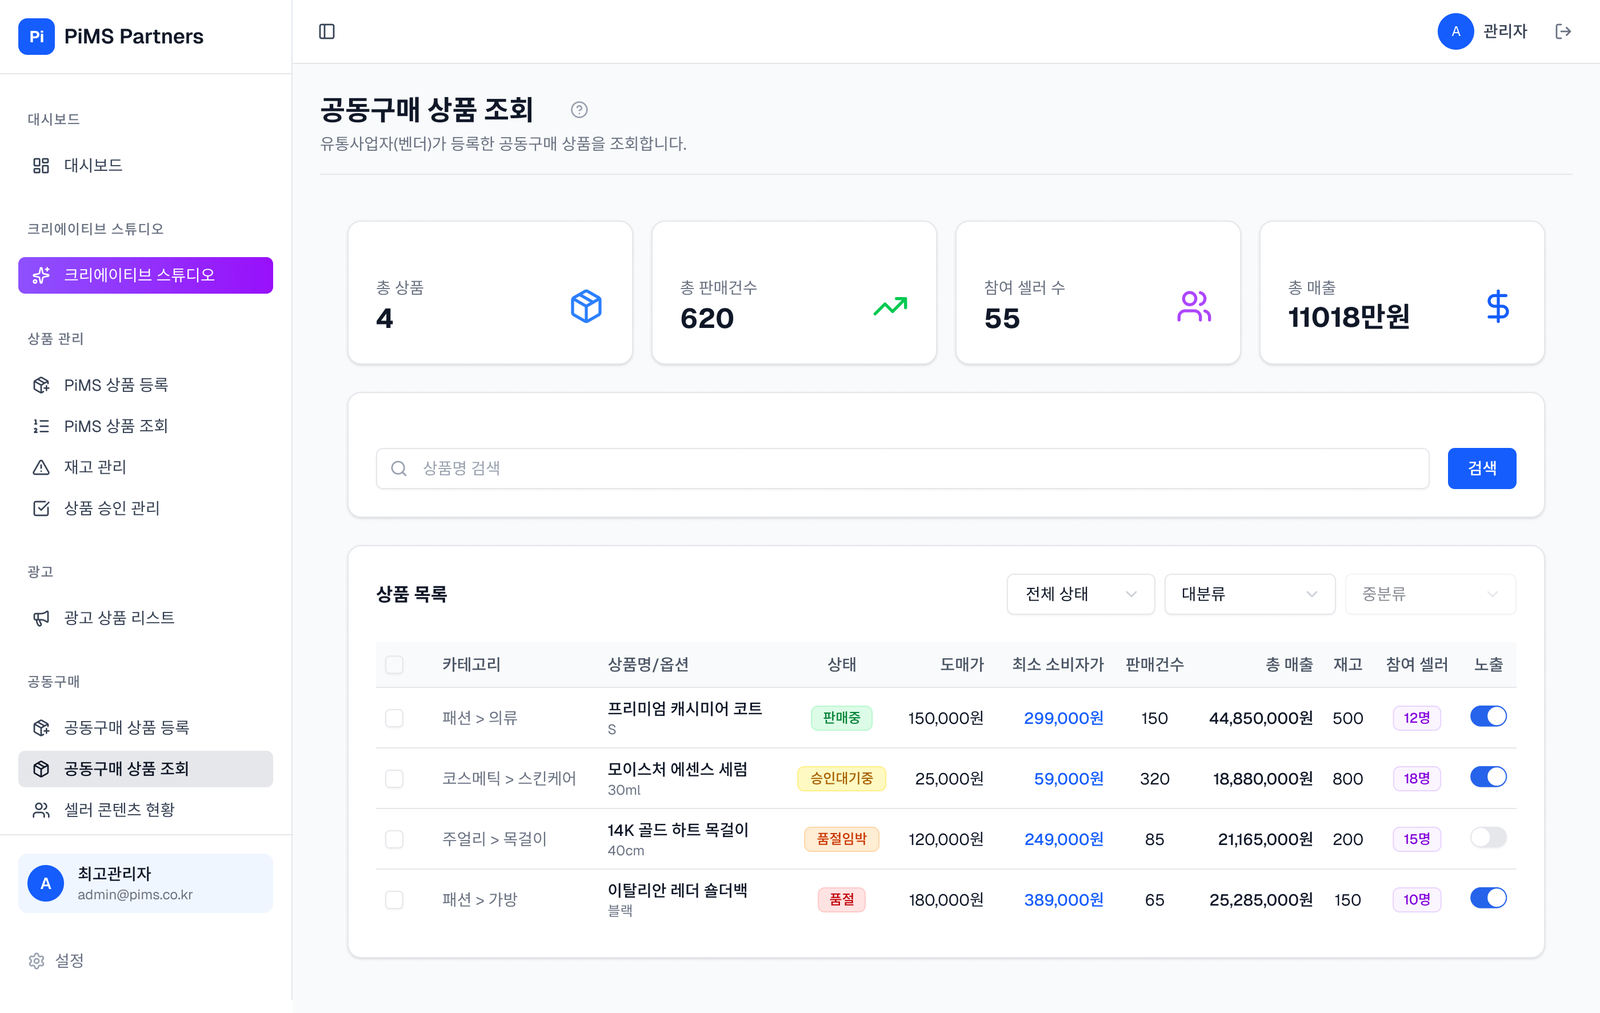 Pi PiMS Partners
대시보드
대시보드
크리에이티브 스튜디오
크리에이티브 스튜디오
상품 관리
PiMS 상품 등록
PiMS 상품 조회
재고 관리
상품 승인 관리
광고
광고 상품 리스트
공동구매
공동구매 상품 등록
공동구매 상품 조회
셀러 콘텐츠 현황
A 최고관리자
admin@pims.co.kr
설정
A 관리자
공동구매 상품 조회
유통사업자(벤더)가 등록한 공동구매 상품을 조회합니다.
총 상품
4
총 판매건수
620
참여 셀러 수
55
총 매출
11018만원
상품명 검색 검색
상품 목록 전체 상태 대분류 중분류
카테고리 상품명/옵션 상태 도매가 최소 소비자가 판매건수 총 매출 재고 참여 셀러 노출
패션 > 의류 프리미엄 캐시미어 코트 판매중 150,000원 299,000원 150 44,850,000원 500 12명
S
코스메틱 > 스킨케어 모이스처 에센스 세럼 승인대기중 25,000원 59,000원 320 18,880,000원 800 18명
30ml
주얼리 > 목걸이 14K 골드 하트 목걸이 품절임박 120,000원 249,000원 85 21,165,000원 200 15명
40cm
패션 > 가방 이탈리안 레더 숄더백 품절 180,000원 389,000원 65 25,285,000원 150 10명
블랙